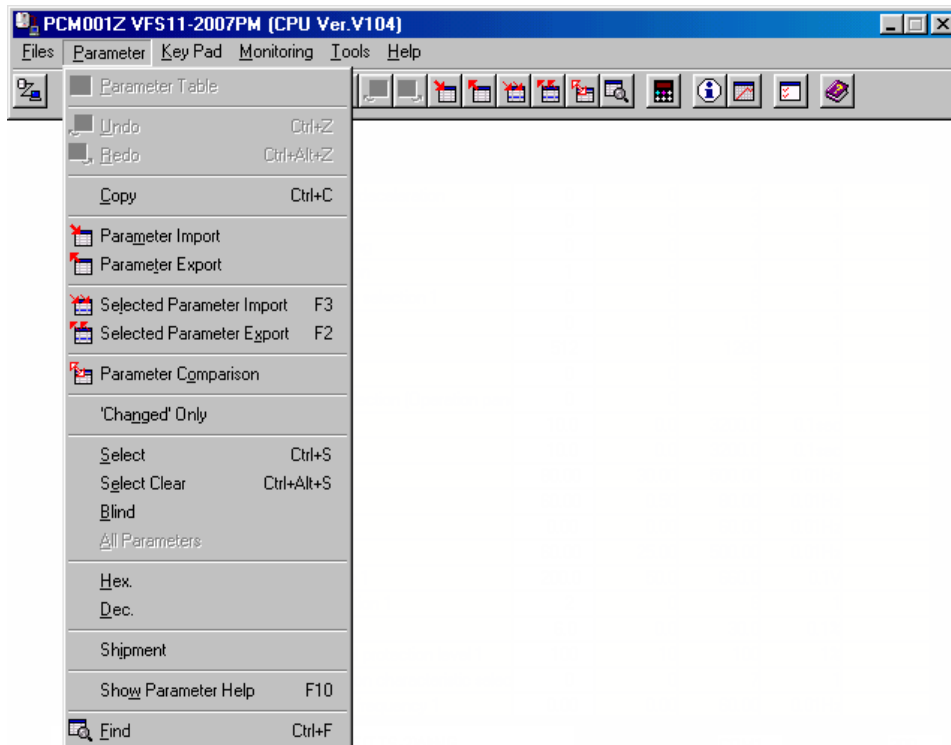 PCM001Z VFS11-2007PM (CPU Ver.V104)
Files Parameter Key Pad Monitoring Tools Help
Parameter Table
Undo Ctrl+Z
Redo Ctrl+Alt+Z
Copy Ctrl+C
Parameter Import
Parameter Export
Selected Parameter Import F3
Selected Parameter Export F2
Parameter Comparison
'Changed' Only
Select Ctrl+S
Select Clear Ctrl+Alt+S
Blind
All Parameters
Hex.
Dec.
Shipment
Show Parameter Help F10
Find Ctrl+F